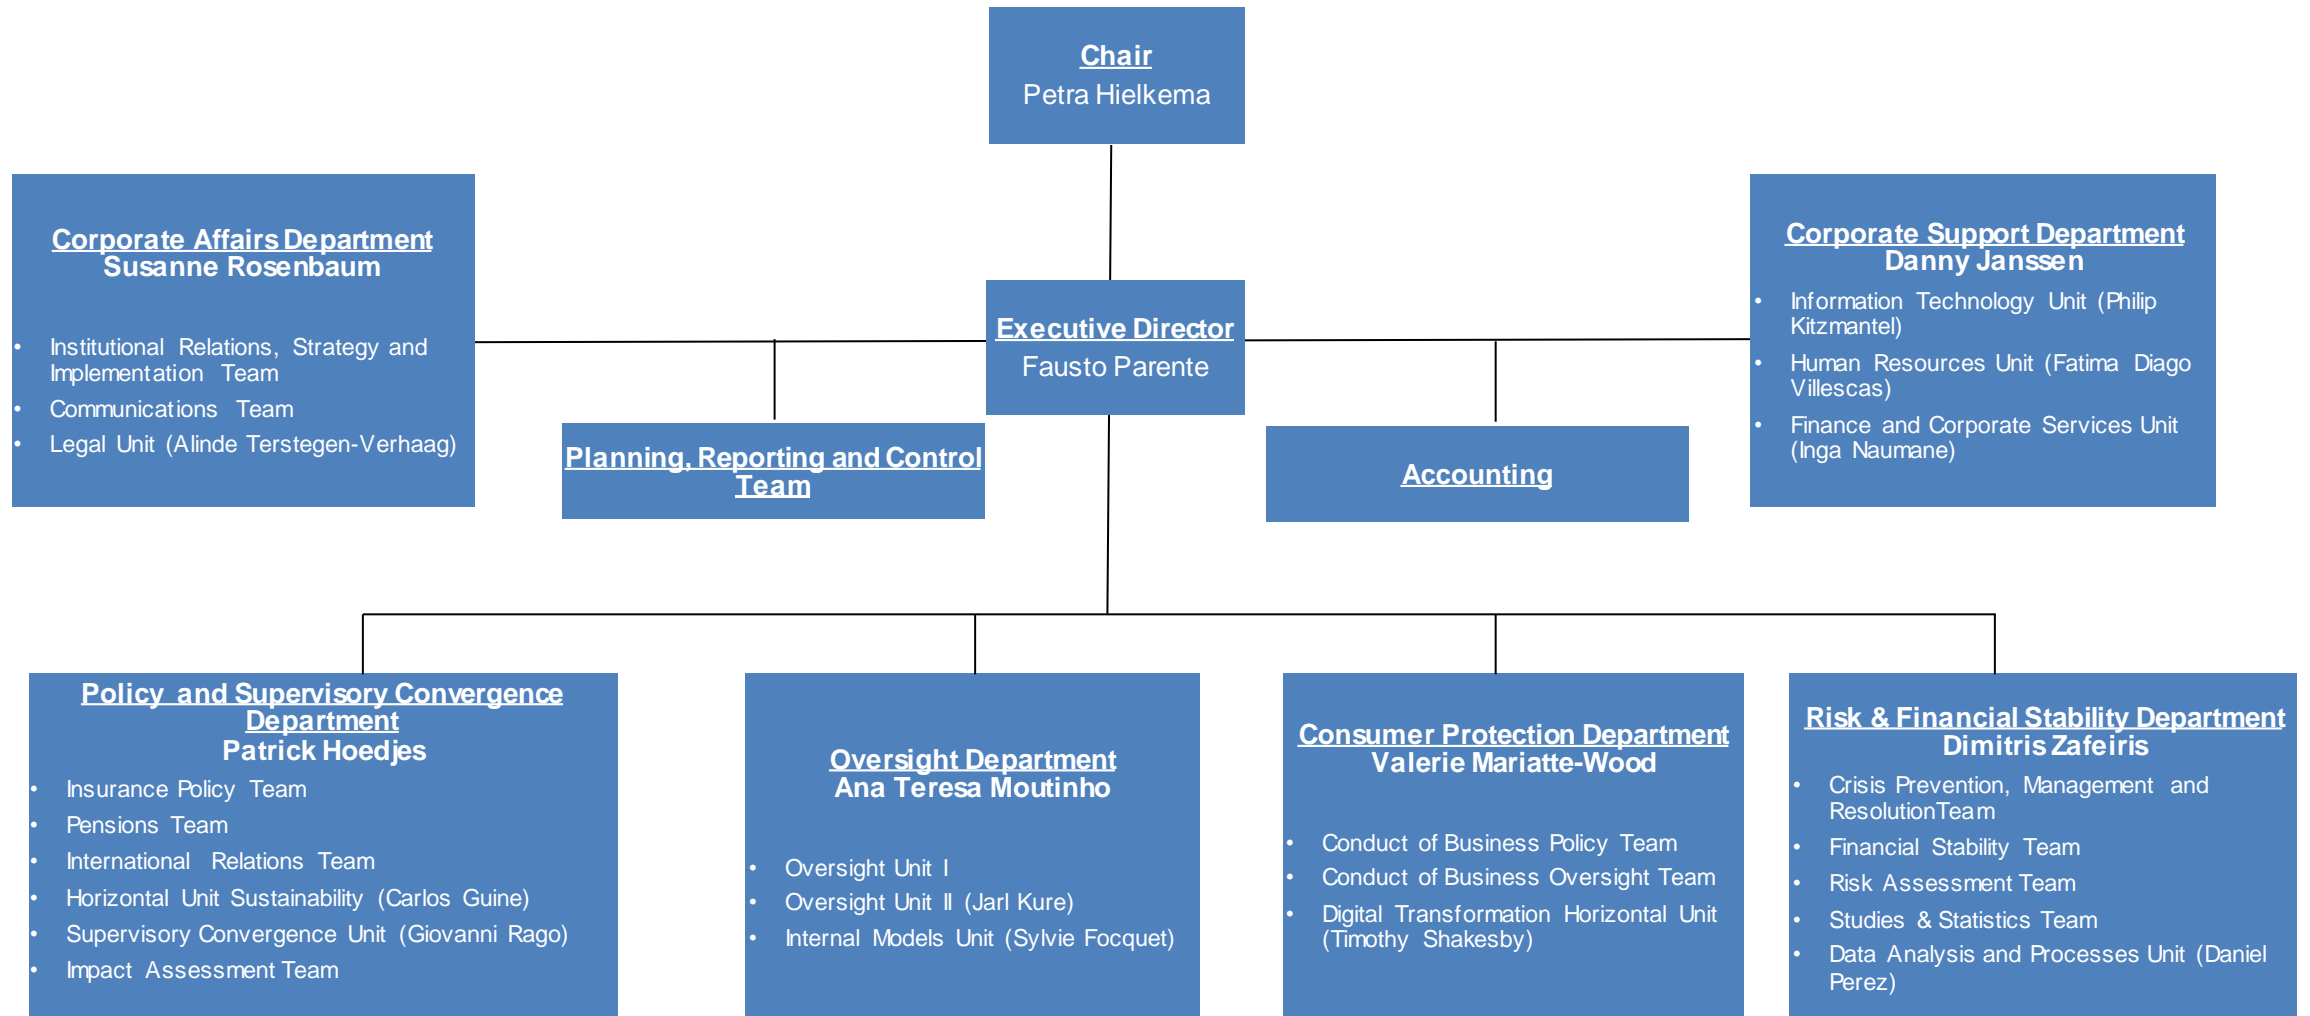 Chair
Petra Hielkema
Corporate Affairs Department
Susanne Rosenbaum
• Institutional Relations, Strategy and
Implementation Team
• Communications Team
• Legal Unit (Alinde Terstegen-Verhaag)
Executive Director
Fausto Parente
Corporate Support Department
Danny Janssen
• Information Technology Unit (Philip
Kitzmantel)
• Human Resources Unit (Fatima Diago
Villescas)
• Finance and Corporate Services Unit
(Inga Naumane)
Planning, Reporting and Control
Team
Accounting
Policy and Supervisory Convergence
Department
Patrick Hoedjes
• Insurance Policy Team
• Pensions Team
• International Relations Team
• Horizontal Unit Sustainability (Carlos Guine)
• Supervisory Convergence Unit (Giovanni Rago)
• Impact Assessment Team
Oversight Department
Ana Teresa Moutinho
• Oversight Unit I
• Oversight Unit II (Jarl Kure)
• Internal Models Unit (Sylvie Focquet)
Consumer Protection Department
Valerie Mariatte-Wood
• Conduct of Business Policy Team
• Conduct of Business Oversight Team
• Digital Transformation Horizontal Unit
(Timothy Shakesby)
Risk & Financial Stability Department
Dimitris Zafeiris
• Crisis Prevention, Management and
ResolutionTeam
• Financial Stability Team
• Risk Assessment Team
• Studies & Statistics Team
• Data Analysis and Processes Unit (Daniel
Perez)